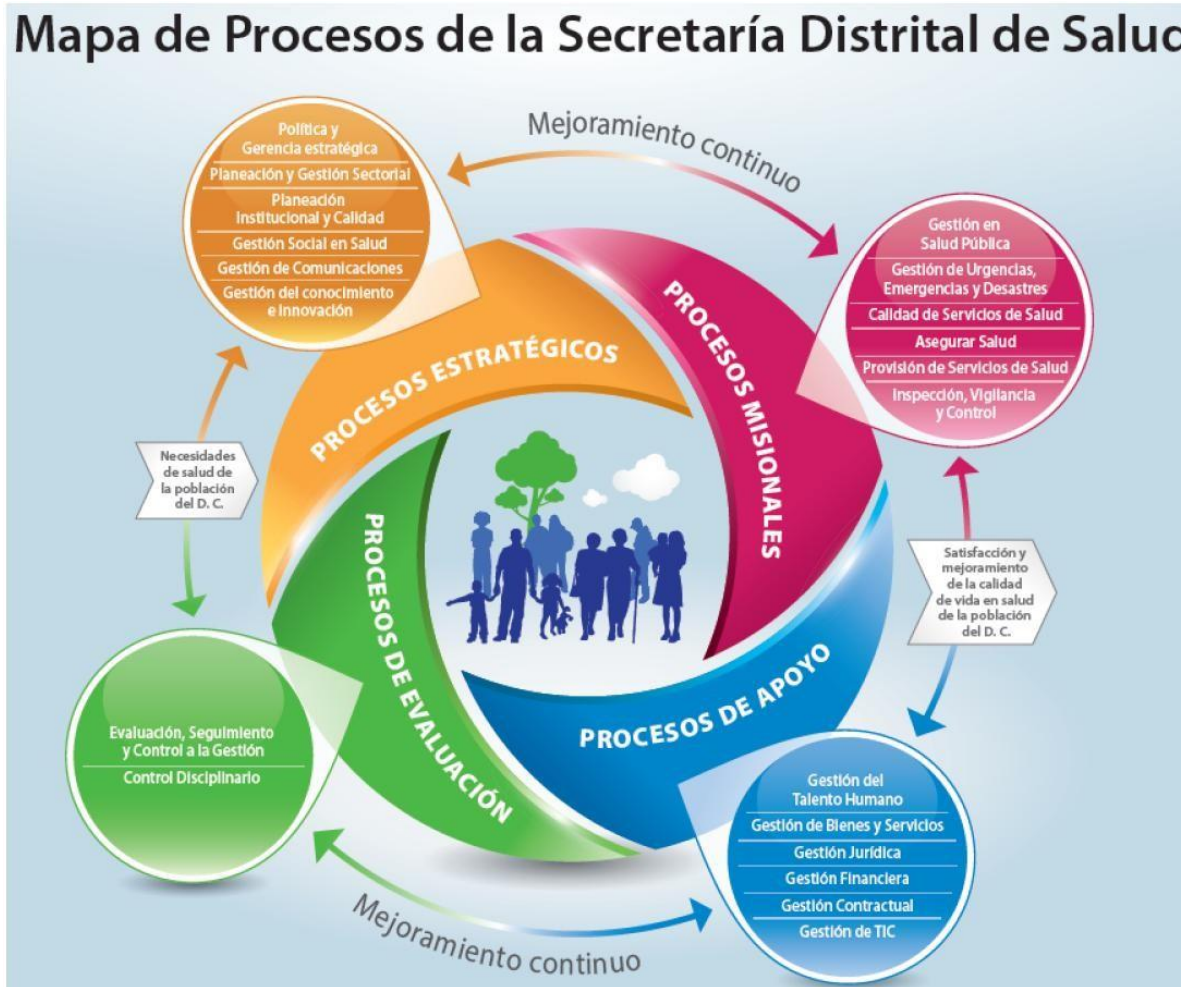 Mapa de Procesos de la Secretaría Distrital de Salud
Mejoramiento continuo
Política y
Gerencia estratégica
Planeación y Gestión Sectorial
Planeación
Institucional y Calidad
Gestión Social en Salud
Gestión de Comunicaciones
Gestión del conocimiento
e Innovación
Gestión en
Salud Pública
Gestión de Urgencias,
Emergencias y Desastres
Calidad de Servicios de Salud
Asegurar Salud
Provisión de Servicios de Salud
Inspección, Vigilancia
y Control
PROCESOS ESTRATÉGICOS
PROCESOS MISIONALES
Necesidades
de salud de
la población
del D. C.
PROCESOS DE EVALUACIÓN
PROCESOS DE APOYO
Satisfacción y
mejoramiento
de la calidad
de vida en salud
de la población
del D. C.
Evaluación, Seguimiento
y Control a la Gestión
Control Disciplinario
Gestión del
Talento Humano
Gestión de Bienes y Servicios
Gestión Jurídica
Gestión Financiera
Gestión Contractual
Gestión de TIC
Mejoramiento continuo